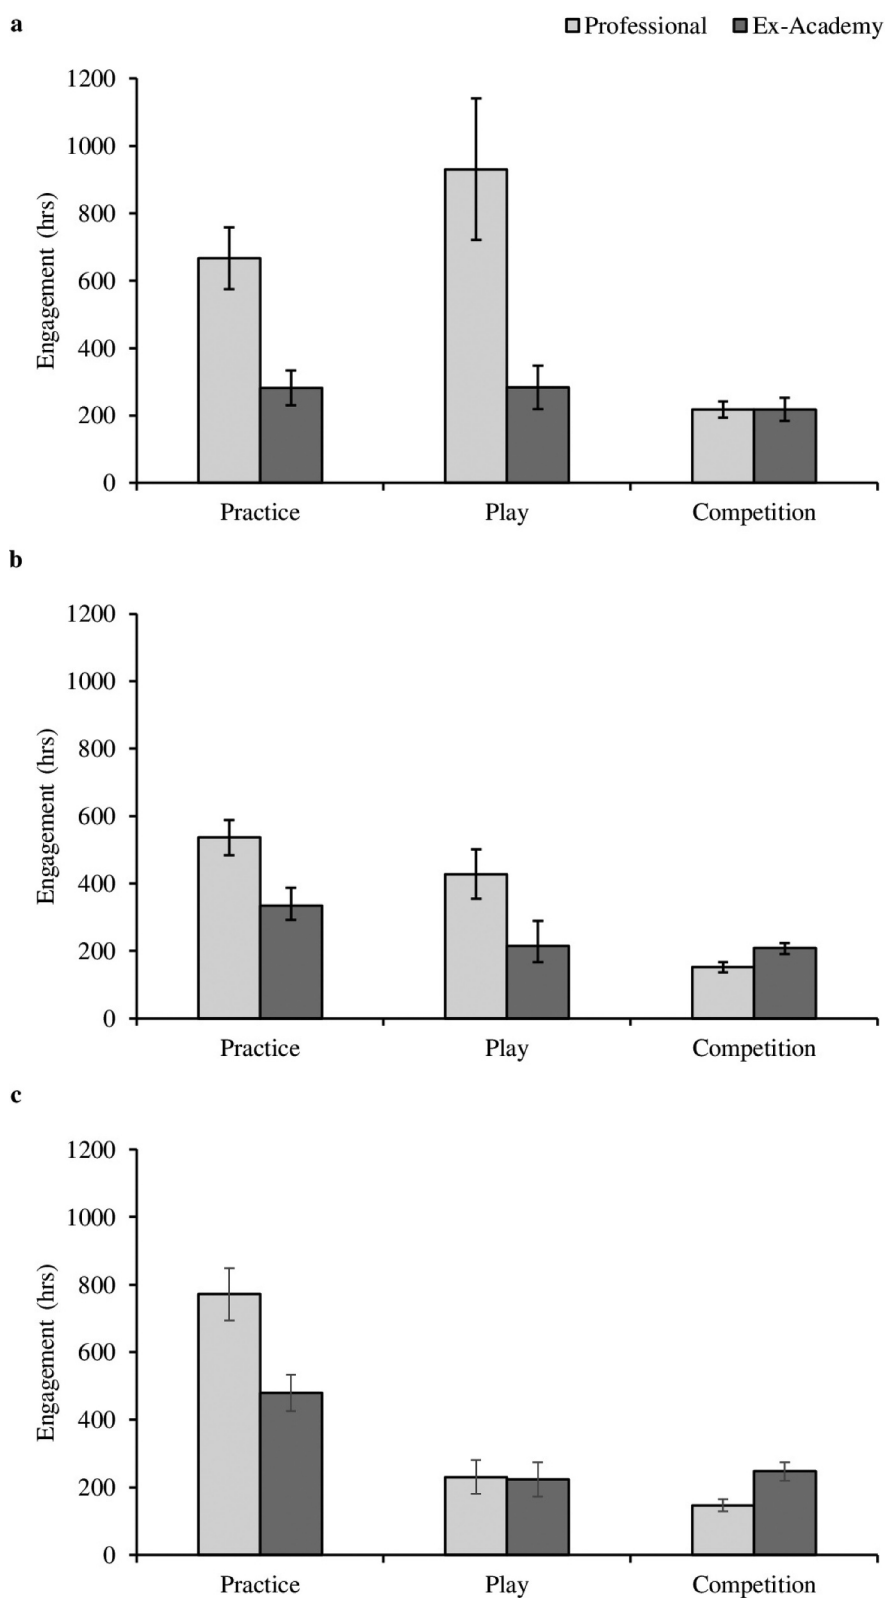 a
Professional Ex-Academy
1200
1000
800
600
400
200
0
Engagement (hrs)
Practice Play Competition
b
1200
1000
800
600
400
200
0
Engagement (hrs)
Practice Play Competition
c
1200
1000
800
600
400
200
0
Engagement (hrs)
Practice Play Competition